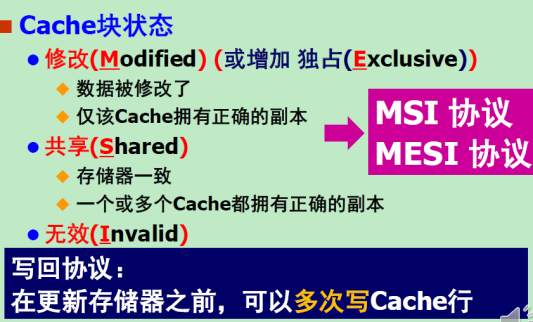 Cache块状态
修改(Modified) (或增加 独占(Exclusive))
数据被修改了
仅该Cache拥有正确的副本
MSI 协议
MESI 协议
共享(Shared)
存储器一致
一个或多个Cache都拥有正确的副本
无效(Invalid)
写回协议：
在更新存储器之前，可以多次写Cache行